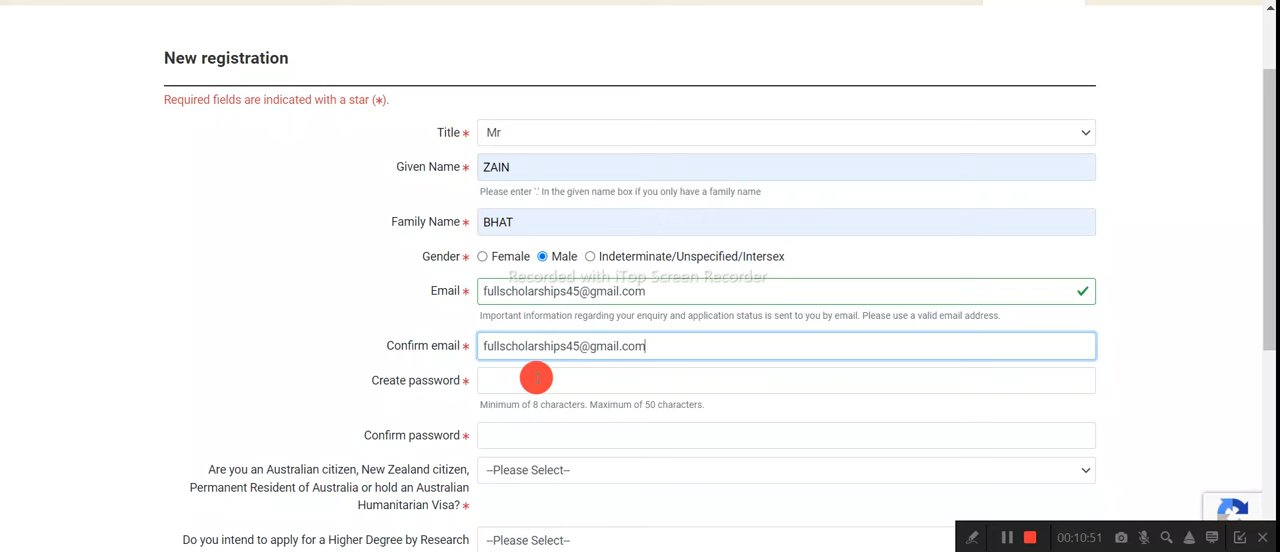 New registration
Required fields are indicated with a star (∗).
Title ∗ Mr
Given Name ∗ ZAIN
Please enter '.' In the given name box if you only have a family name
Family Name ∗ BHAT
Gender ∗ Female Male Indeterminate/Unspecified/Intersex
Recorded with iTop Screen Recorder
Email ∗ fullscholarships45@gmail.com
Important information regarding your enquiry and application status is sent to you by email. Please use a valid email address.
Confirm email ∗ fullscholarships45@gmail.com
Create password ∗
Minimum of 8 characters. Maximum of 50 characters.
Confirm password ∗
Are you an Australian citizen, New Zealand citizen, --Please Select--
Permanent Resident of Australia or hold an Australian
Humanitarian Visa? ∗
Do you intend to apply for a Higher Degree by Research --Please Select--
00:10:51